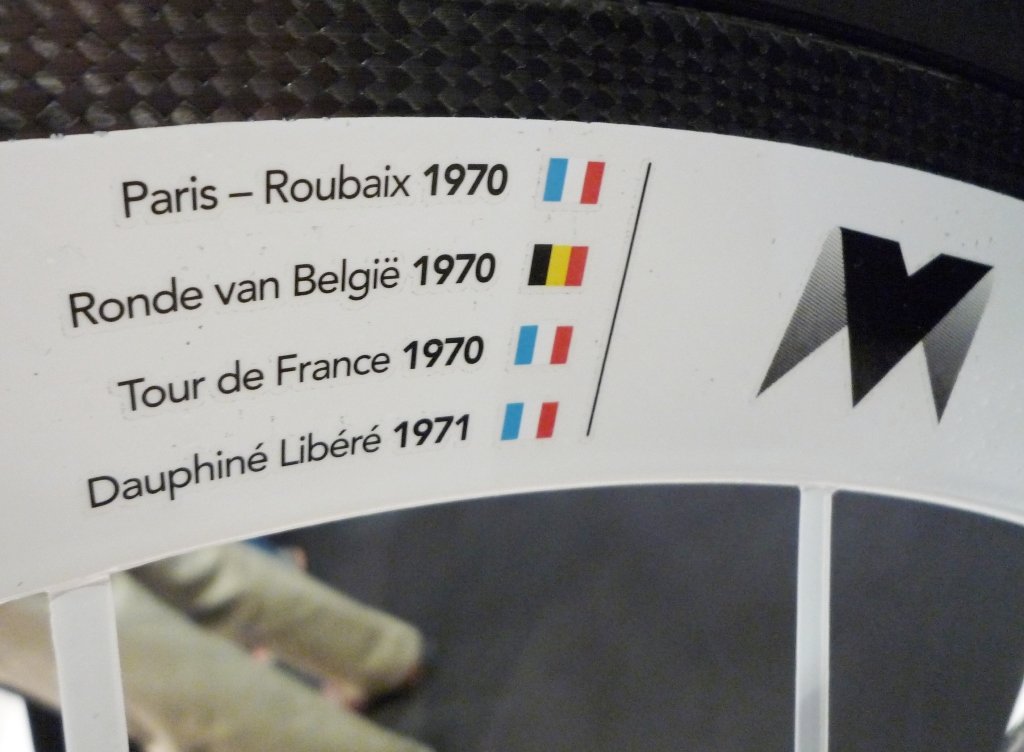 Paris – Roubaix 1970
Ronde van België 1970
Tour de France 1970
Dauphiné Libéré 1971